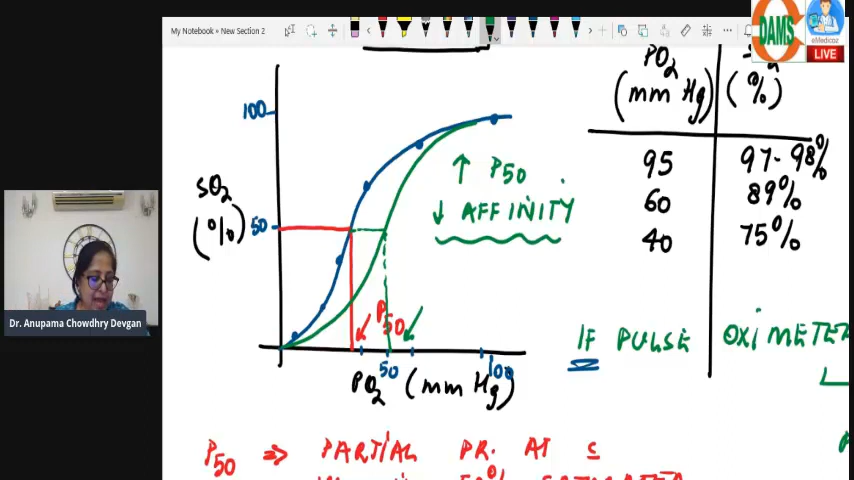 My Notebook » New Section 2
DAMS
eMedicoz
LIVE
PO2
(mm Hg)
(%)
95
97-98%
60
89%
40
75%
100
SO2
(%)
50
↑ P50
↓ AFFINITY
P50
50
100
PO2 (mm Hg)
IF PULSE OXIMETER
Dr. Anupama Chowdhry Devgan
P50 ⇒ PARTIAL PR. AT
50%